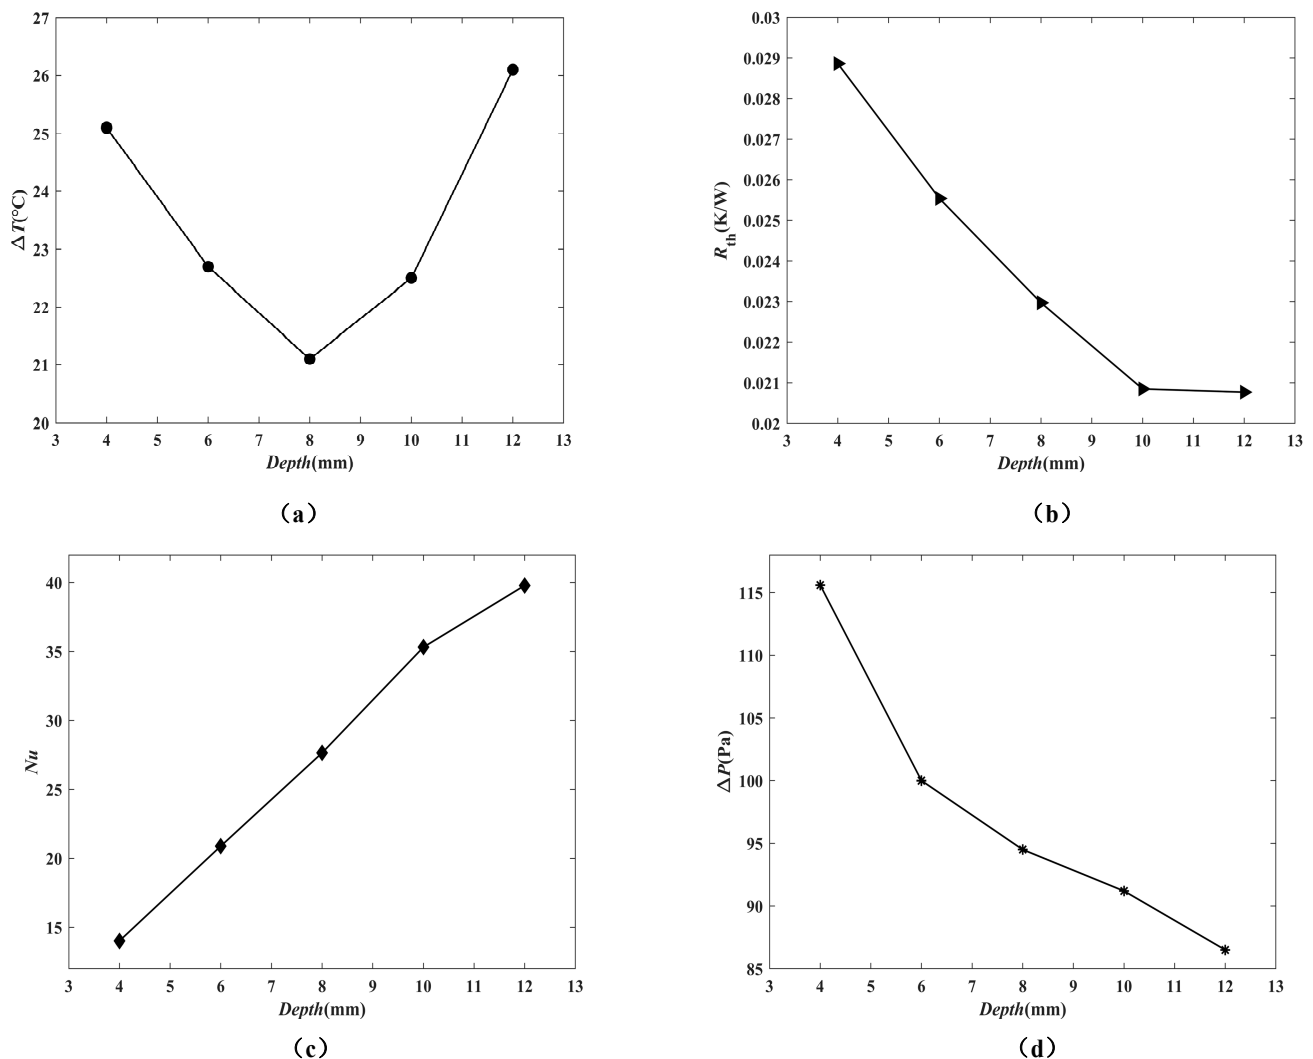 27
26
25
24
23
22
21
20
ΔT(°C)
3 4 6 7 8 9 10 11 12 13
Depth(mm)
(a)
0.03
0.029
0.028
0.027
0.026
0.025
0.024
0.023
0.022
0.021
0.02
R_th(K/W)
3 4 5 6 7 8 9 10 11 12 13
Depth(mm)
(b)
40
35
30
25
20
15
Nu
3 4 5 6 7 8 9 10 11 12 13
Depth(mm)
(c)
115
110
105
100
95
90
85
ΔP(Pa)
3 4 5 6 7 8 9 10 11 12 13
Depth(mm)
(d)